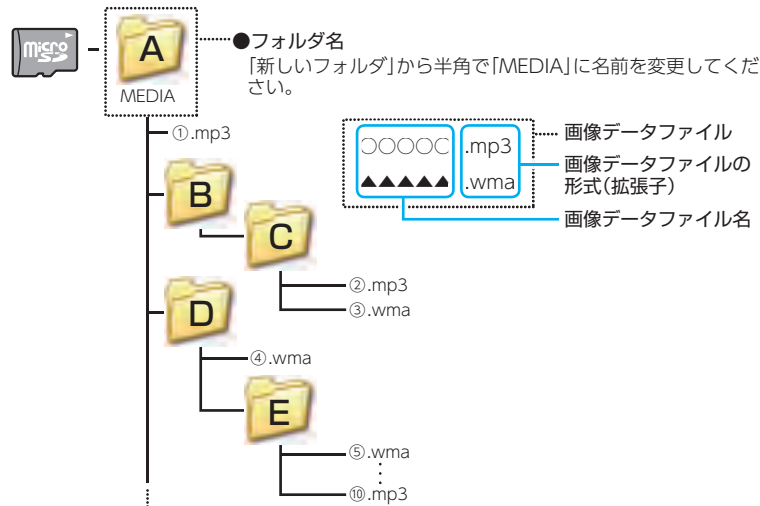 micro SD
A
MEDIA
●フォルダ名
「新しいフォルダ」から半角で「MEDIA」に名前を変更してくだ
さい。
①.mp3
○○○○○ .mp3
▲▲▲▲▲ .wma
画像データファイル
画像データファイルの
形式(拡張子)
画像データファイル名
B
C
②.mp3
③.wma
D
④.wma
E
⑤.wma
⑩.mp3